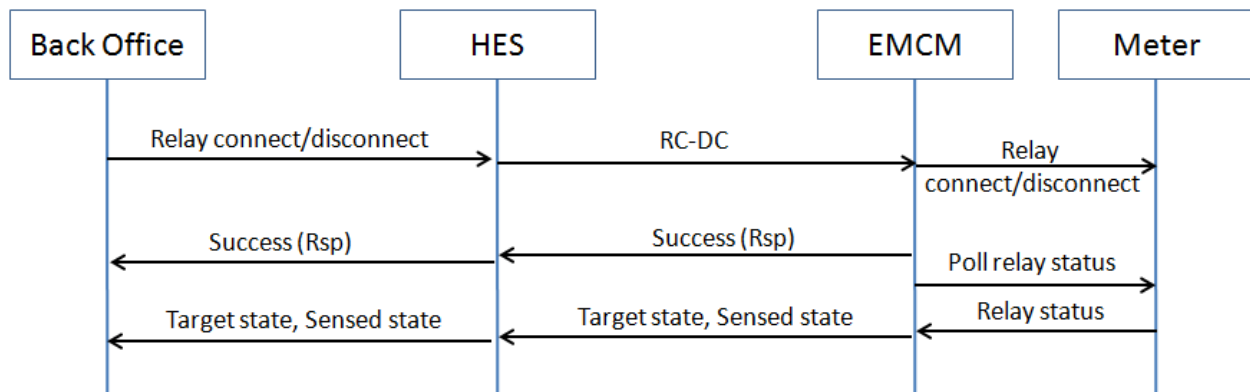 Back Office
HES
EMCM
Meter
Relay connect/disconnect
RC-DC
Relay
connect/disconnect
Success (Rsp)
Success (Rsp)
Poll relay status
Target state, Sensed state
Target state, Sensed state
Relay status